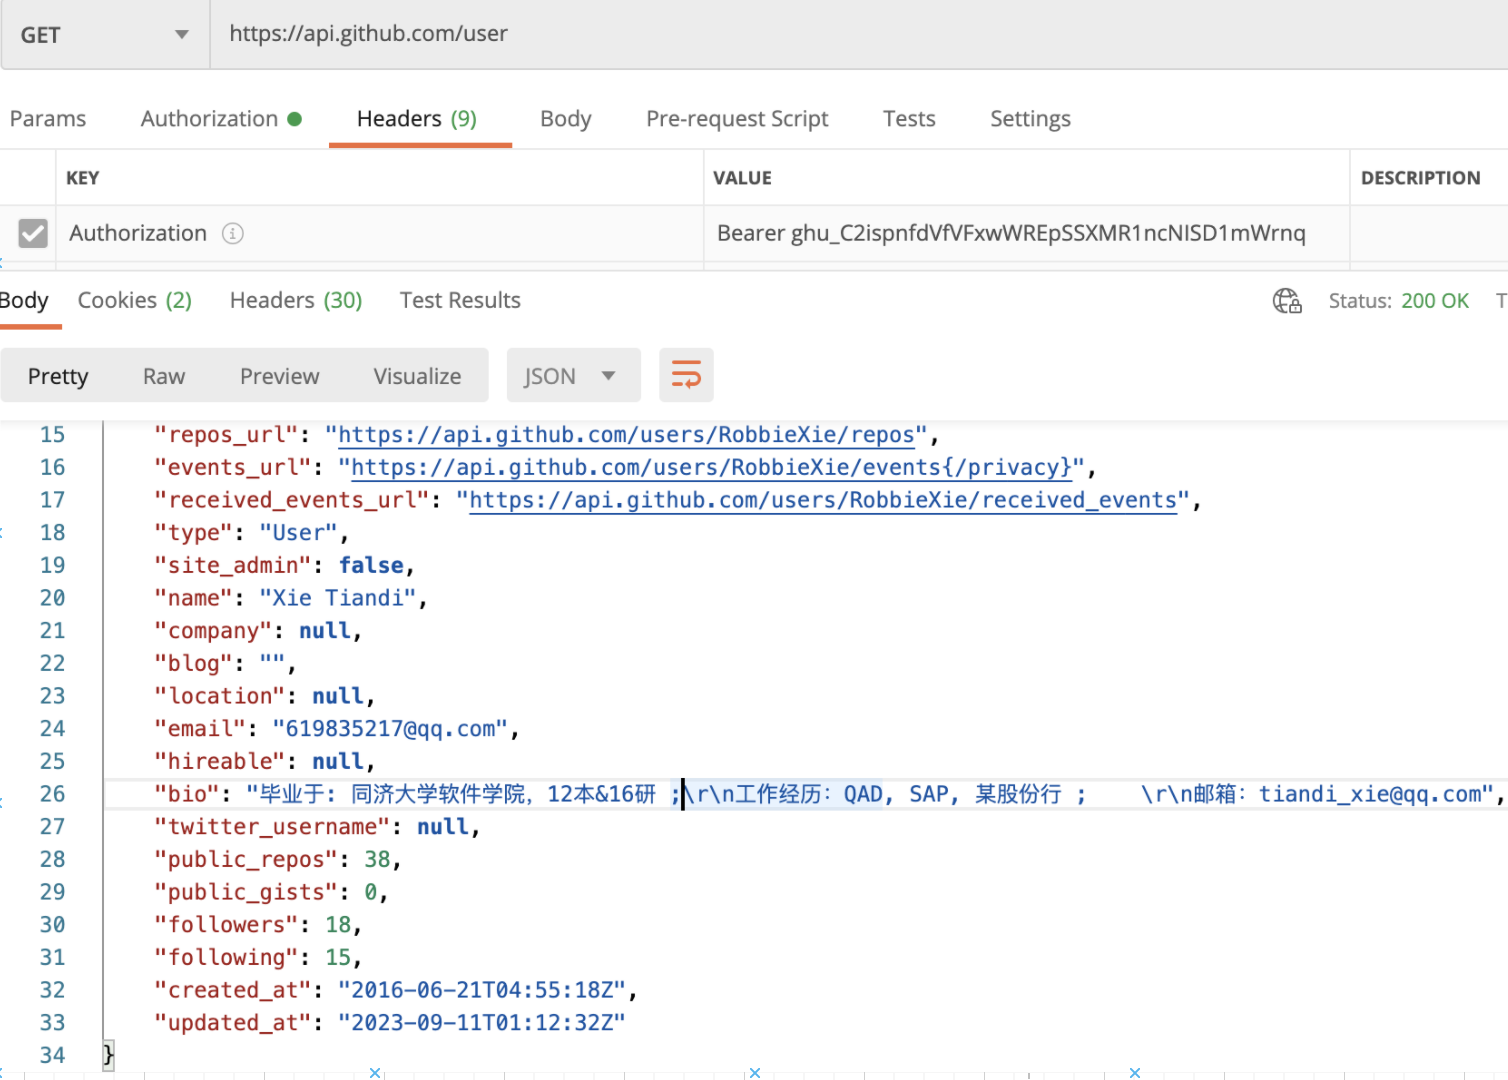 GET https://api.github.com/user
Params Authorization Headers (9) Body Pre-request Script Tests Settings
KEY VALUE DESCRIPTION
Authorization Bearer ghu_C2ispnfdVfVFxwWREpSSXMR1ncNISD1mWrnq
Body Cookies (2) Headers (30) Test Results Status: 200 OK T
Pretty Raw Preview Visualize JSON
15 "repos_url": "https://api.github.com/users/RobbieXie/repos",
16 "events_url": "https://api.github.com/users/RobbieXie/events{/privacy}",
17 "received_events_url": "https://api.github.com/users/RobbieXie/received_events",
18 "type": "User",
19 "site_admin": false,
20 "name": "Xie Tiandi",
21 "company": null,
22 "blog": "",
23 "location": null,
24 "email": "619835217@qq.com",
25 "hireable": null,
26 "bio": "毕业于: 同济大学软件学院, 12本&16研 ;\r\n工作经历: QAD, SAP, 某股份行 ;    \r\n邮箱: tiandi_xie@qq.com",
27 "twitter_username": null,
28 "public_repos": 38,
29 "public_gists": 0,
30 "followers": 18,
31 "following": 15,
32 "created_at": "2016-06-21T04:55:18Z",
33 "updated_at": "2023-09-11T01:12:32Z"
34 }